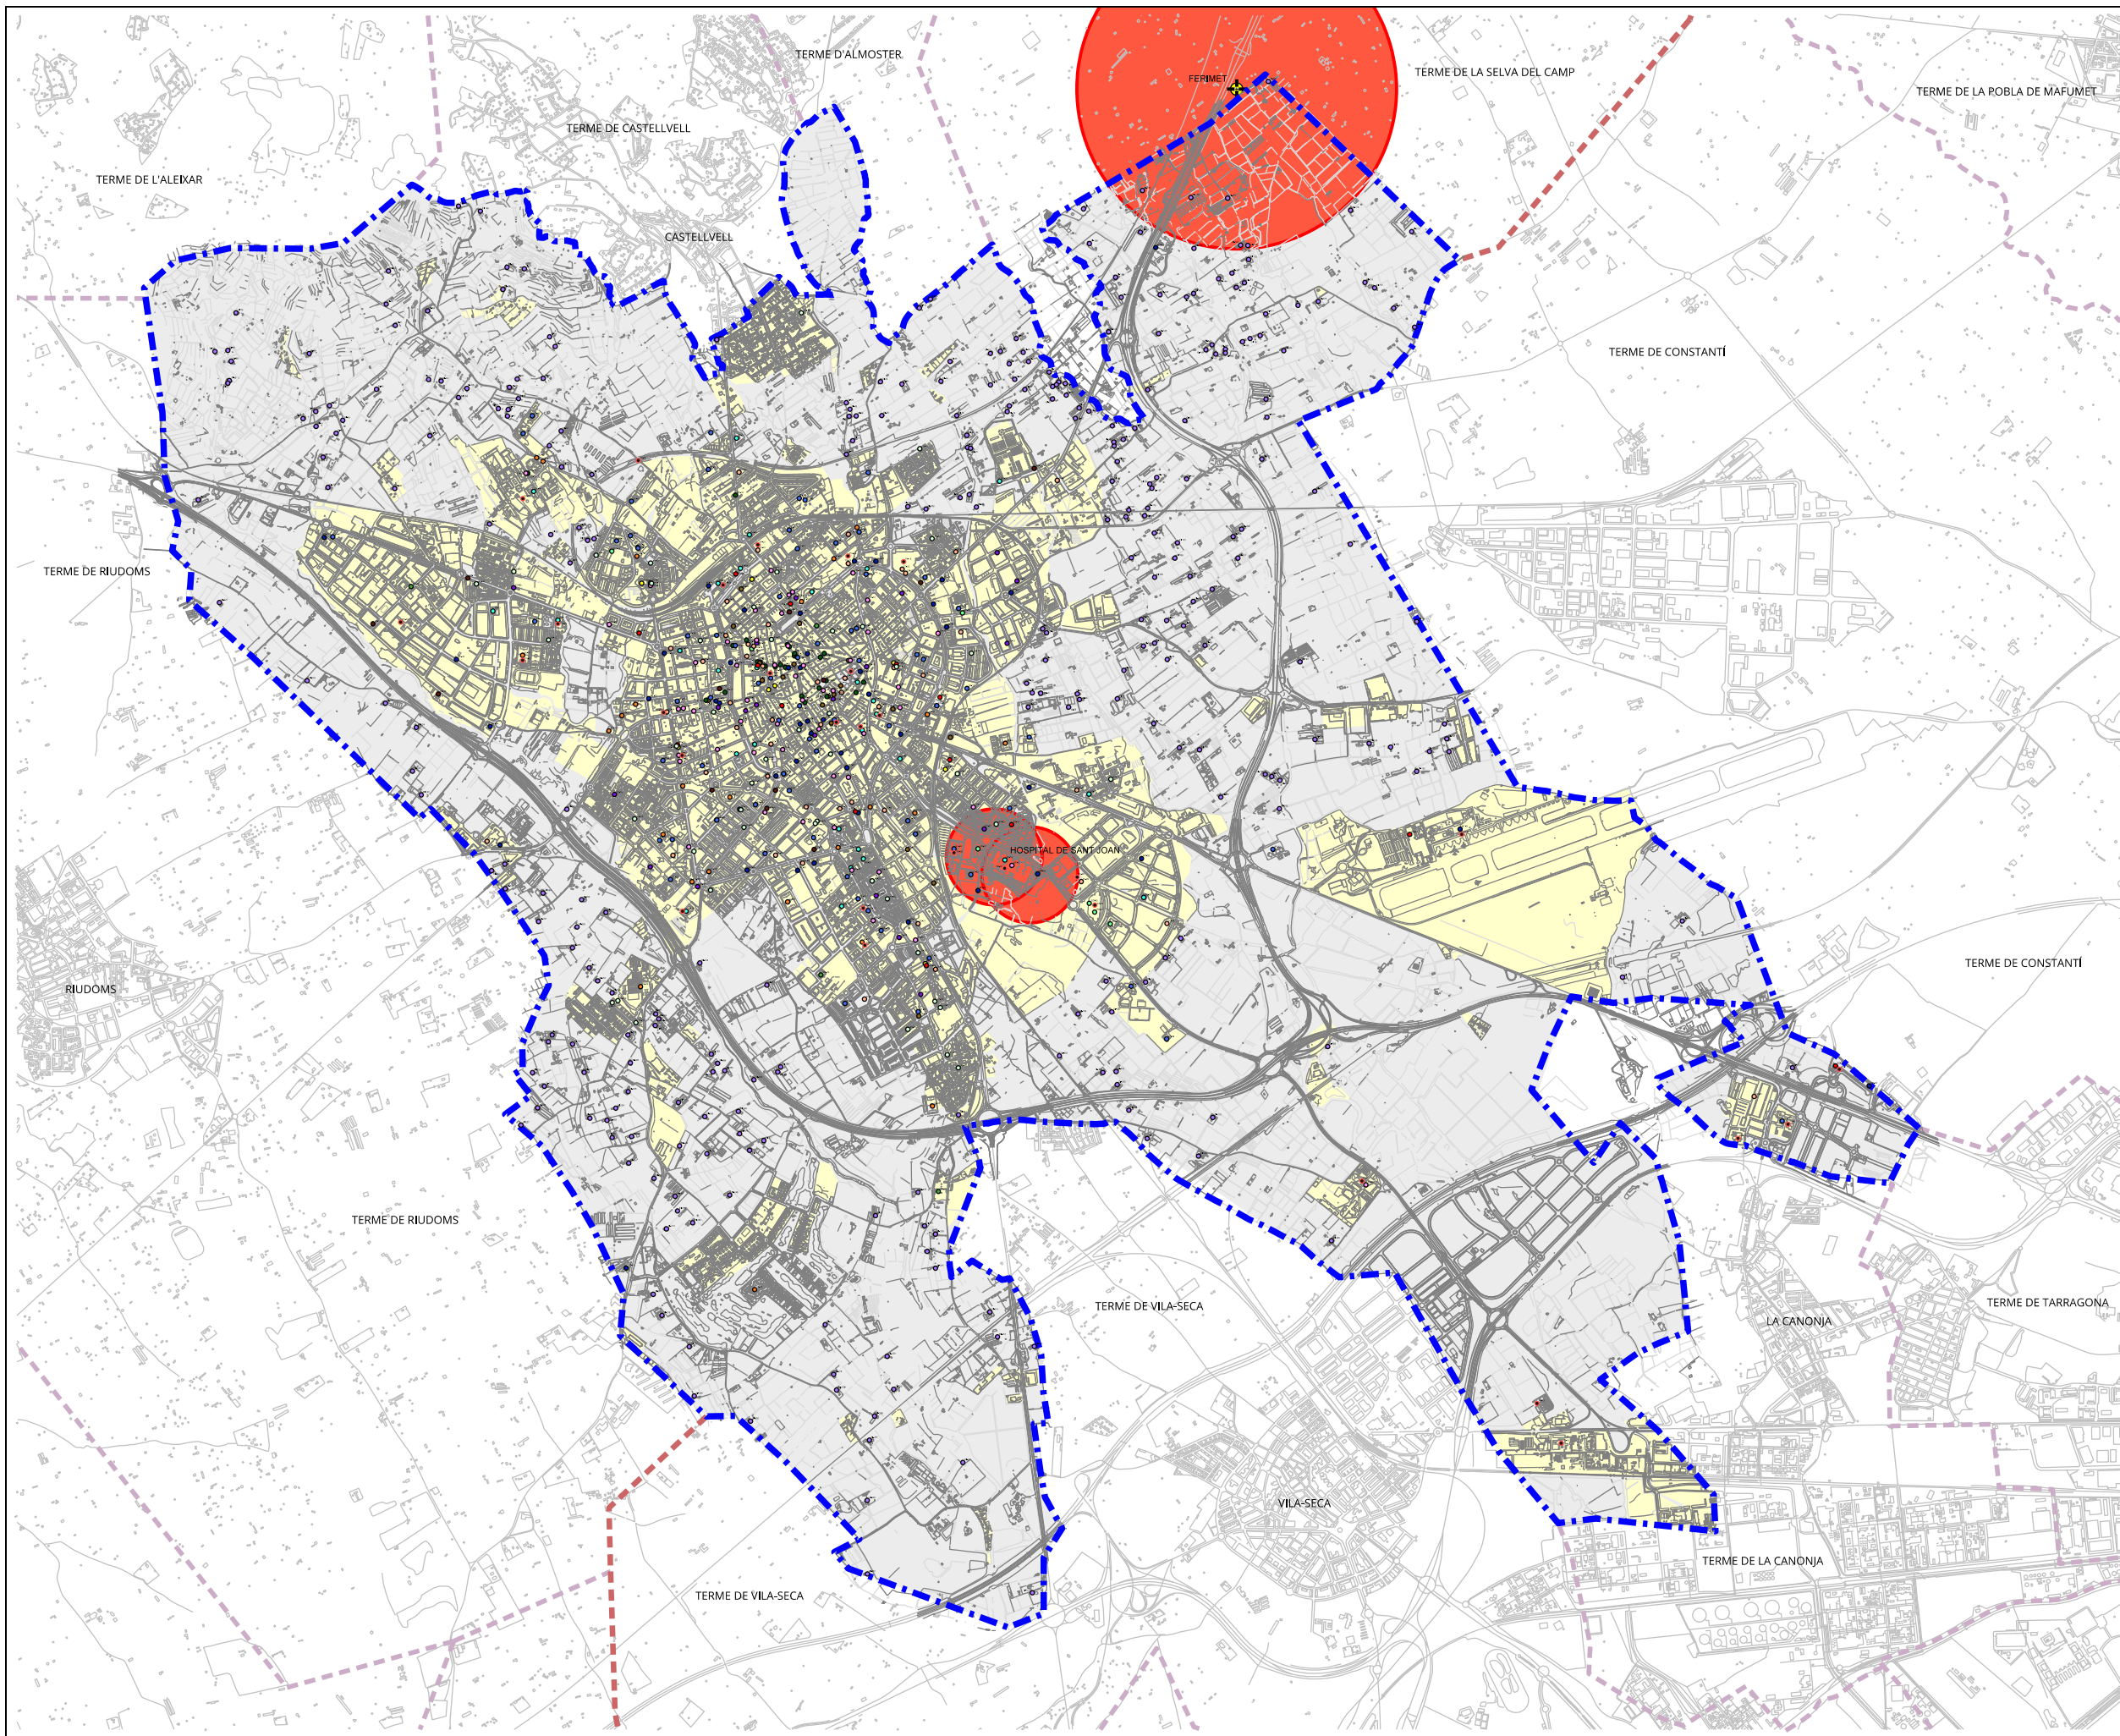 TERME D'ALMOSTER
TERME DE LA SELVA DEL CAMP
FERIMET
TERME DE LA POBLA DE MAFUMET
TERME DE CASTELLVELL
TERME DE L'ALEIXAR
CASTELLVELL
TERME DE CONSTANTÍ
TERME DE RIUDOMS
HOSPITAL DE SANT JOAN
TERME DE CONSTANTÍ
RIUDOMS
TERME DE RIUDOMS
TERME DE VILA-SECA
TERME DE TARRAGONA
LA CANONJA
VILA-SECA
TERME DE LA CANONJA
TERME DE VILA-SECA